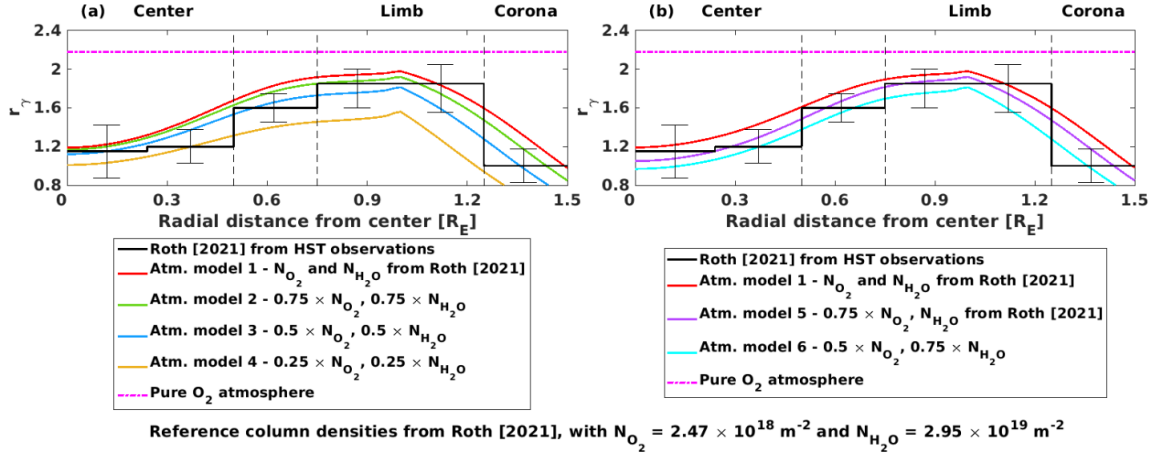 (a) Center Limb Corona
2.4
2
1.6
1.2
0.8
r_γ
0 0.3 0.6 0.9 1.2 1.5
Radial distance from center [R_E]
Roth [2021] from HST observations
Atm. model 1 - N_O₂ and N_H₂O from Roth [2021]
Atm. model 2 - 0.75 × N_O₂, 0.75 × N_H₂O
Atm. model 3 - 0.5 × N_O₂, 0.5 × N_H₂O
Atm. model 4 - 0.25 × N_O₂, 0.25 × N_H₂O
Pure O₂ atmosphere
(b) Center Limb Corona
2.4
2
1.6
1.2
0.8
r_γ
0 0.3 0.6 0.9 1.2 1.5
Radial distance from center [R_E]
Roth [2021] from HST observations
Atm. model 1 - N_O₂ and N_H₂O from Roth [2021]
Atm. model 5 - 0.75 × N_O₂, N_H₂O from Roth [2021]
Atm. model 6 - 0.5 × N_O₂, 0.75 × N_H₂O
Pure O₂ atmosphere
Reference column densities from Roth [2021], with N_O₂ = 2.47 × 10¹⁸ m⁻² and N_H₂O = 2.95 × 10¹⁹ m⁻²